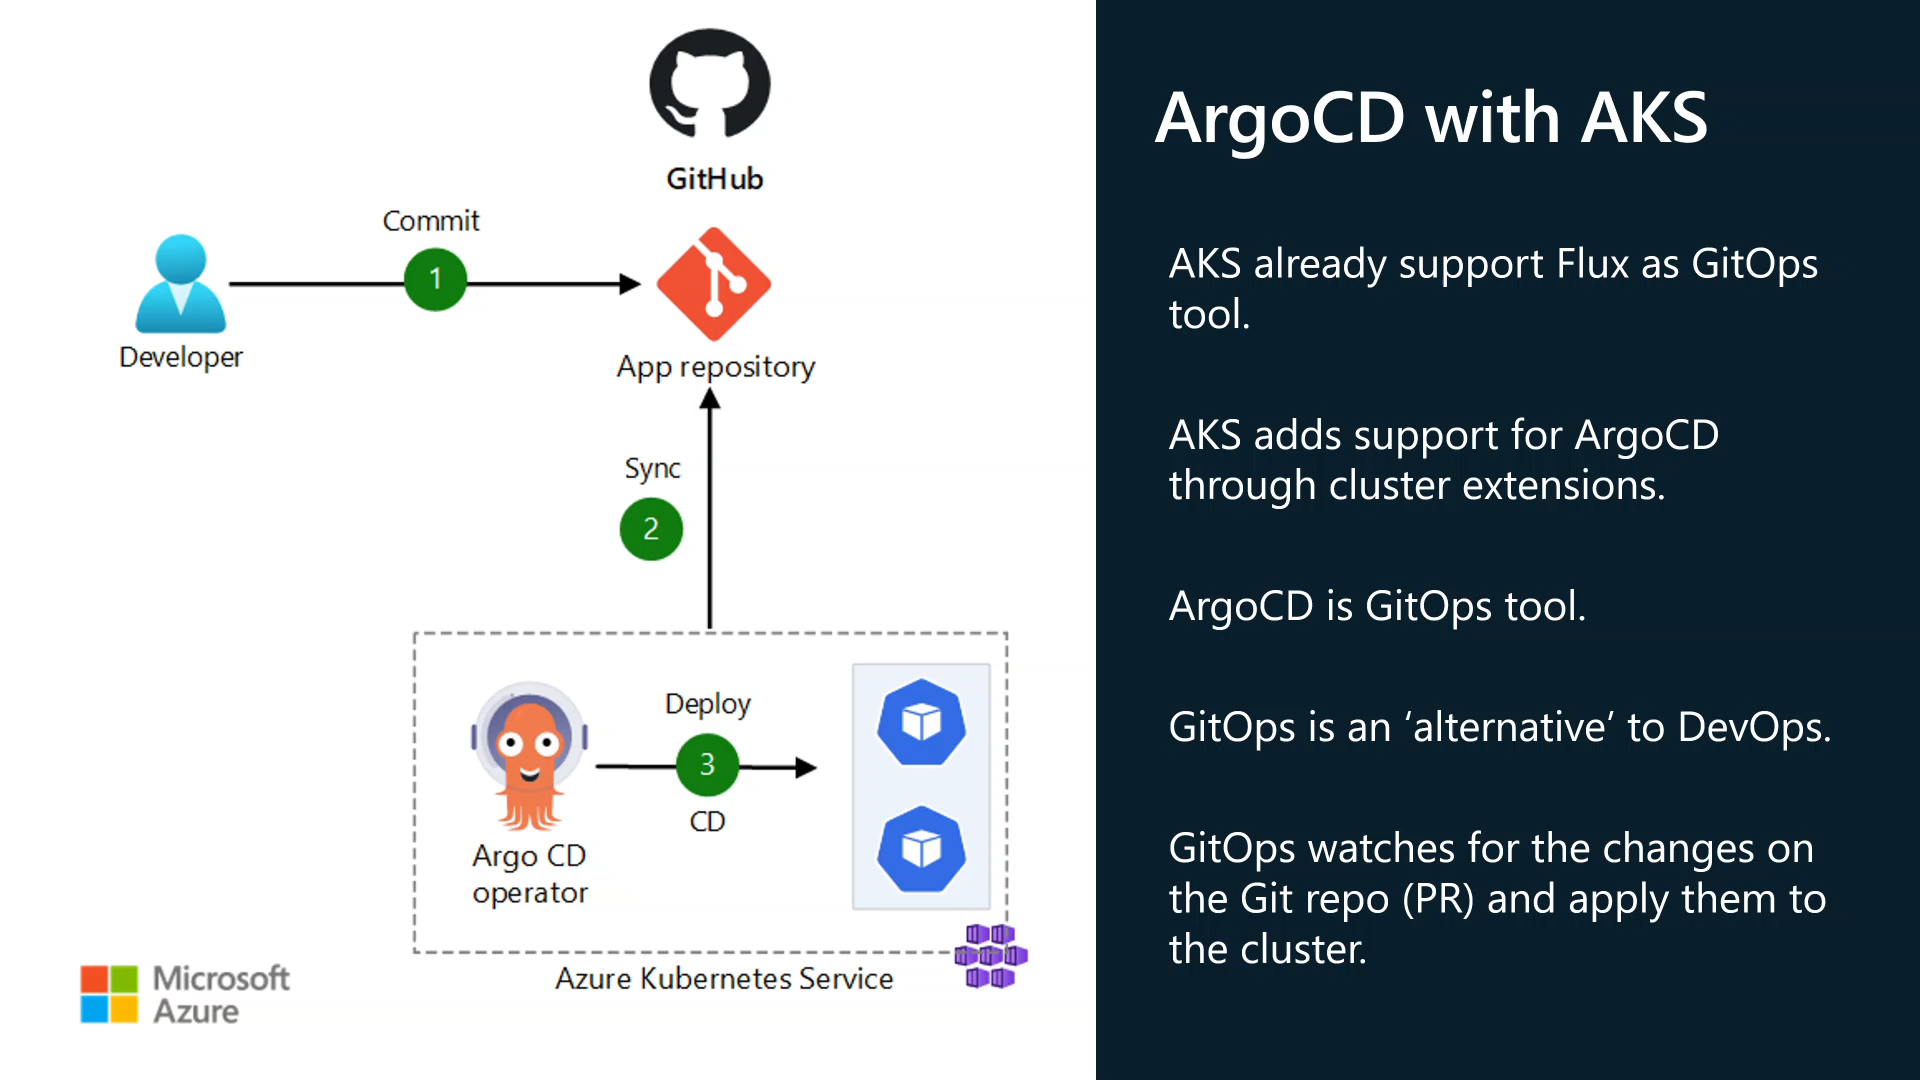 GitHub
Commit
1
Developer
App repository
Sync
2
Deploy
3
CD
Argo CD
operator
Azure Kubernetes Service
Microsoft
Azure
ArgoCD with AKS
AKS already support Flux as GitOps
tool.
AKS adds support for ArgoCD
through cluster extensions.
ArgoCD is GitOps tool.
GitOps is an ‘alternative’ to DevOps.
GitOps watches for the changes on
the Git repo (PR) and apply them to
the cluster.